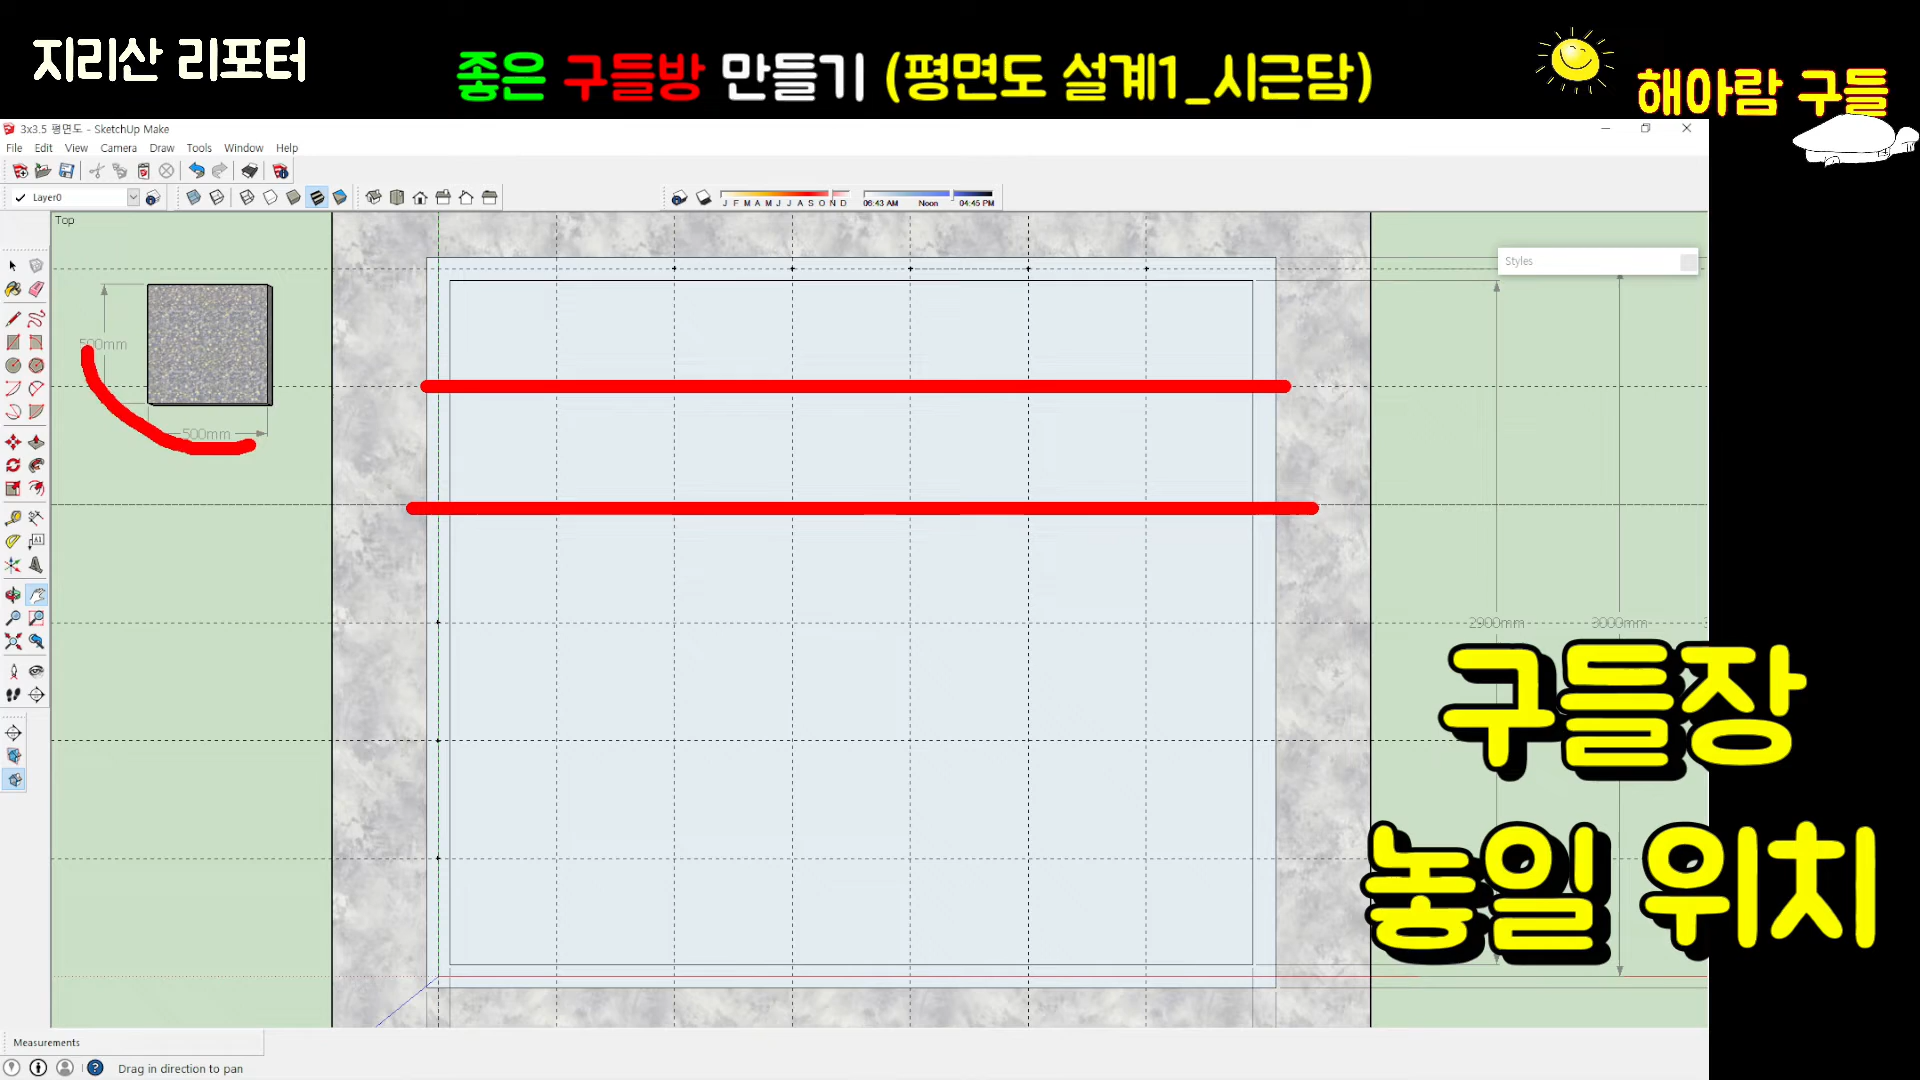 지리산 리포터
좋은 구들방 만들기 (평면도 설계1_시근담)
해아람 구들
3x3.5 평면도 - SketchUp Make
File Edit View Camera Draw Tools Window Help
Layer0
J F M A M J J A S O N D
06:43 AM Noon 04:45 PM
Top
Styles
500mm
500mm
2900mm 3000mm
구들장
놓일 위치
Measurements
Drag in direction to pan